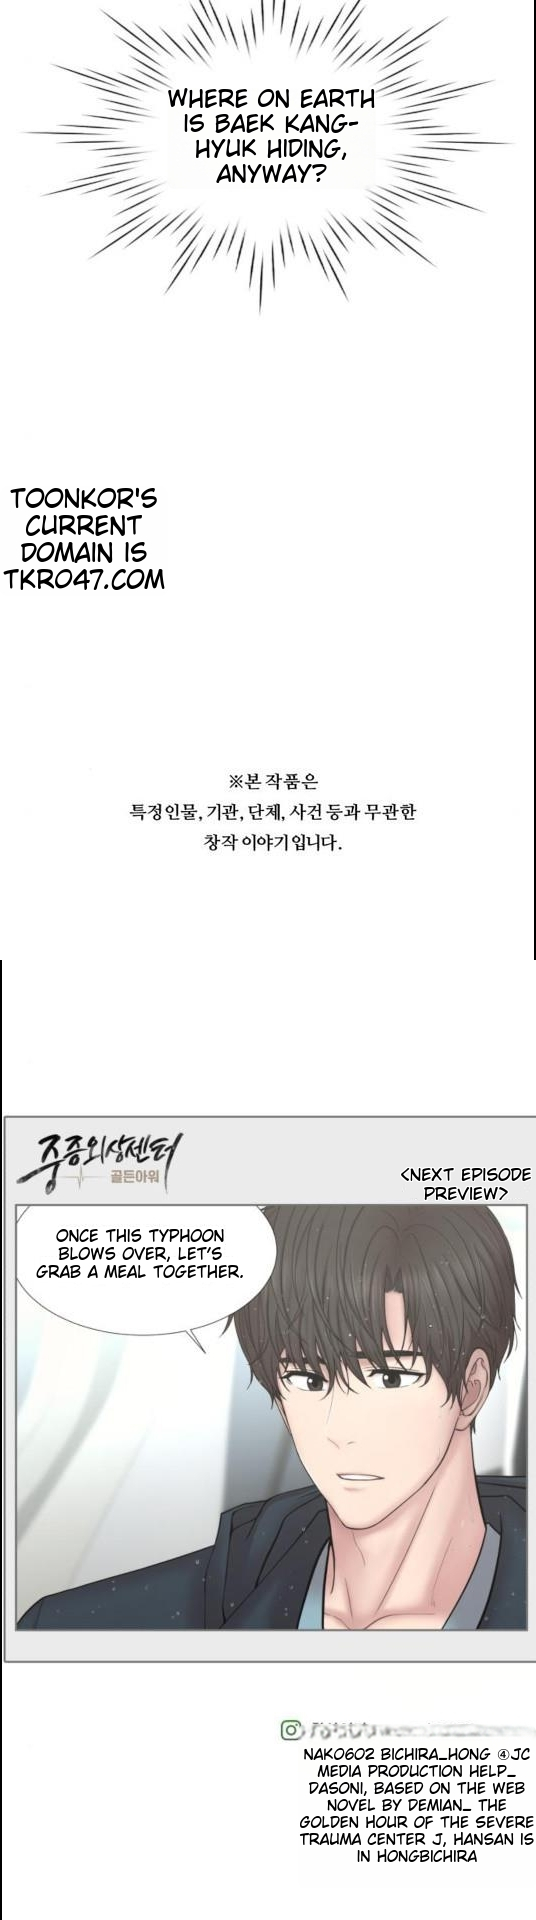 WHERE ON EARTH
IS BAEK KANG-
HYUK HIDING,
ANYWAY?
TOONKOR'S
CURRENT
DOMAIN IS
TKR047.COM
※본 작품은
특정인물, 기관, 단체, 사건 등과 무관한
창작 이야기입니다.
중증외상센터
골든아워
<NEXT EPISODE
PREVIEW>
ONCE THIS TYPHOON
BLOWS OVER, LET'S
GRAB A MEAL TOGETHER.
NAK0602 BICHIRA_HONG ④JC
MEDIA PRODUCTION HELP_
DASONI, BASED ON THE WEB
NOVEL BY DEMIAN_ THE
GOLDEN HOUR OF THE SEVERE
TRAUMA CENTER J, HANSAN IS
IN HONGBICHIRA